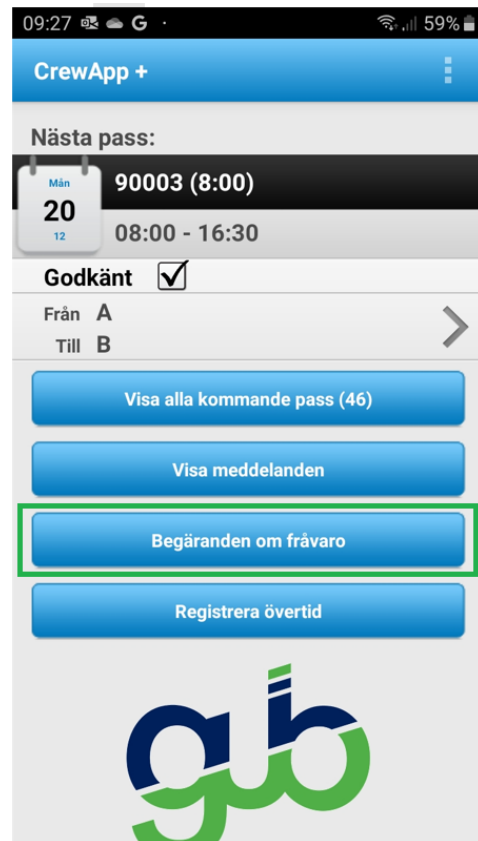 09:27 G ·
59%
CrewApp +
Nästa pass:
Mån
20
12
90003 (8:00)
08:00 - 16:30
Godkänt
Från A
Till B
Visa alla kommande pass (46)
Visa meddelanden
Begäranden om fråvaro
Registrera övertid
gub